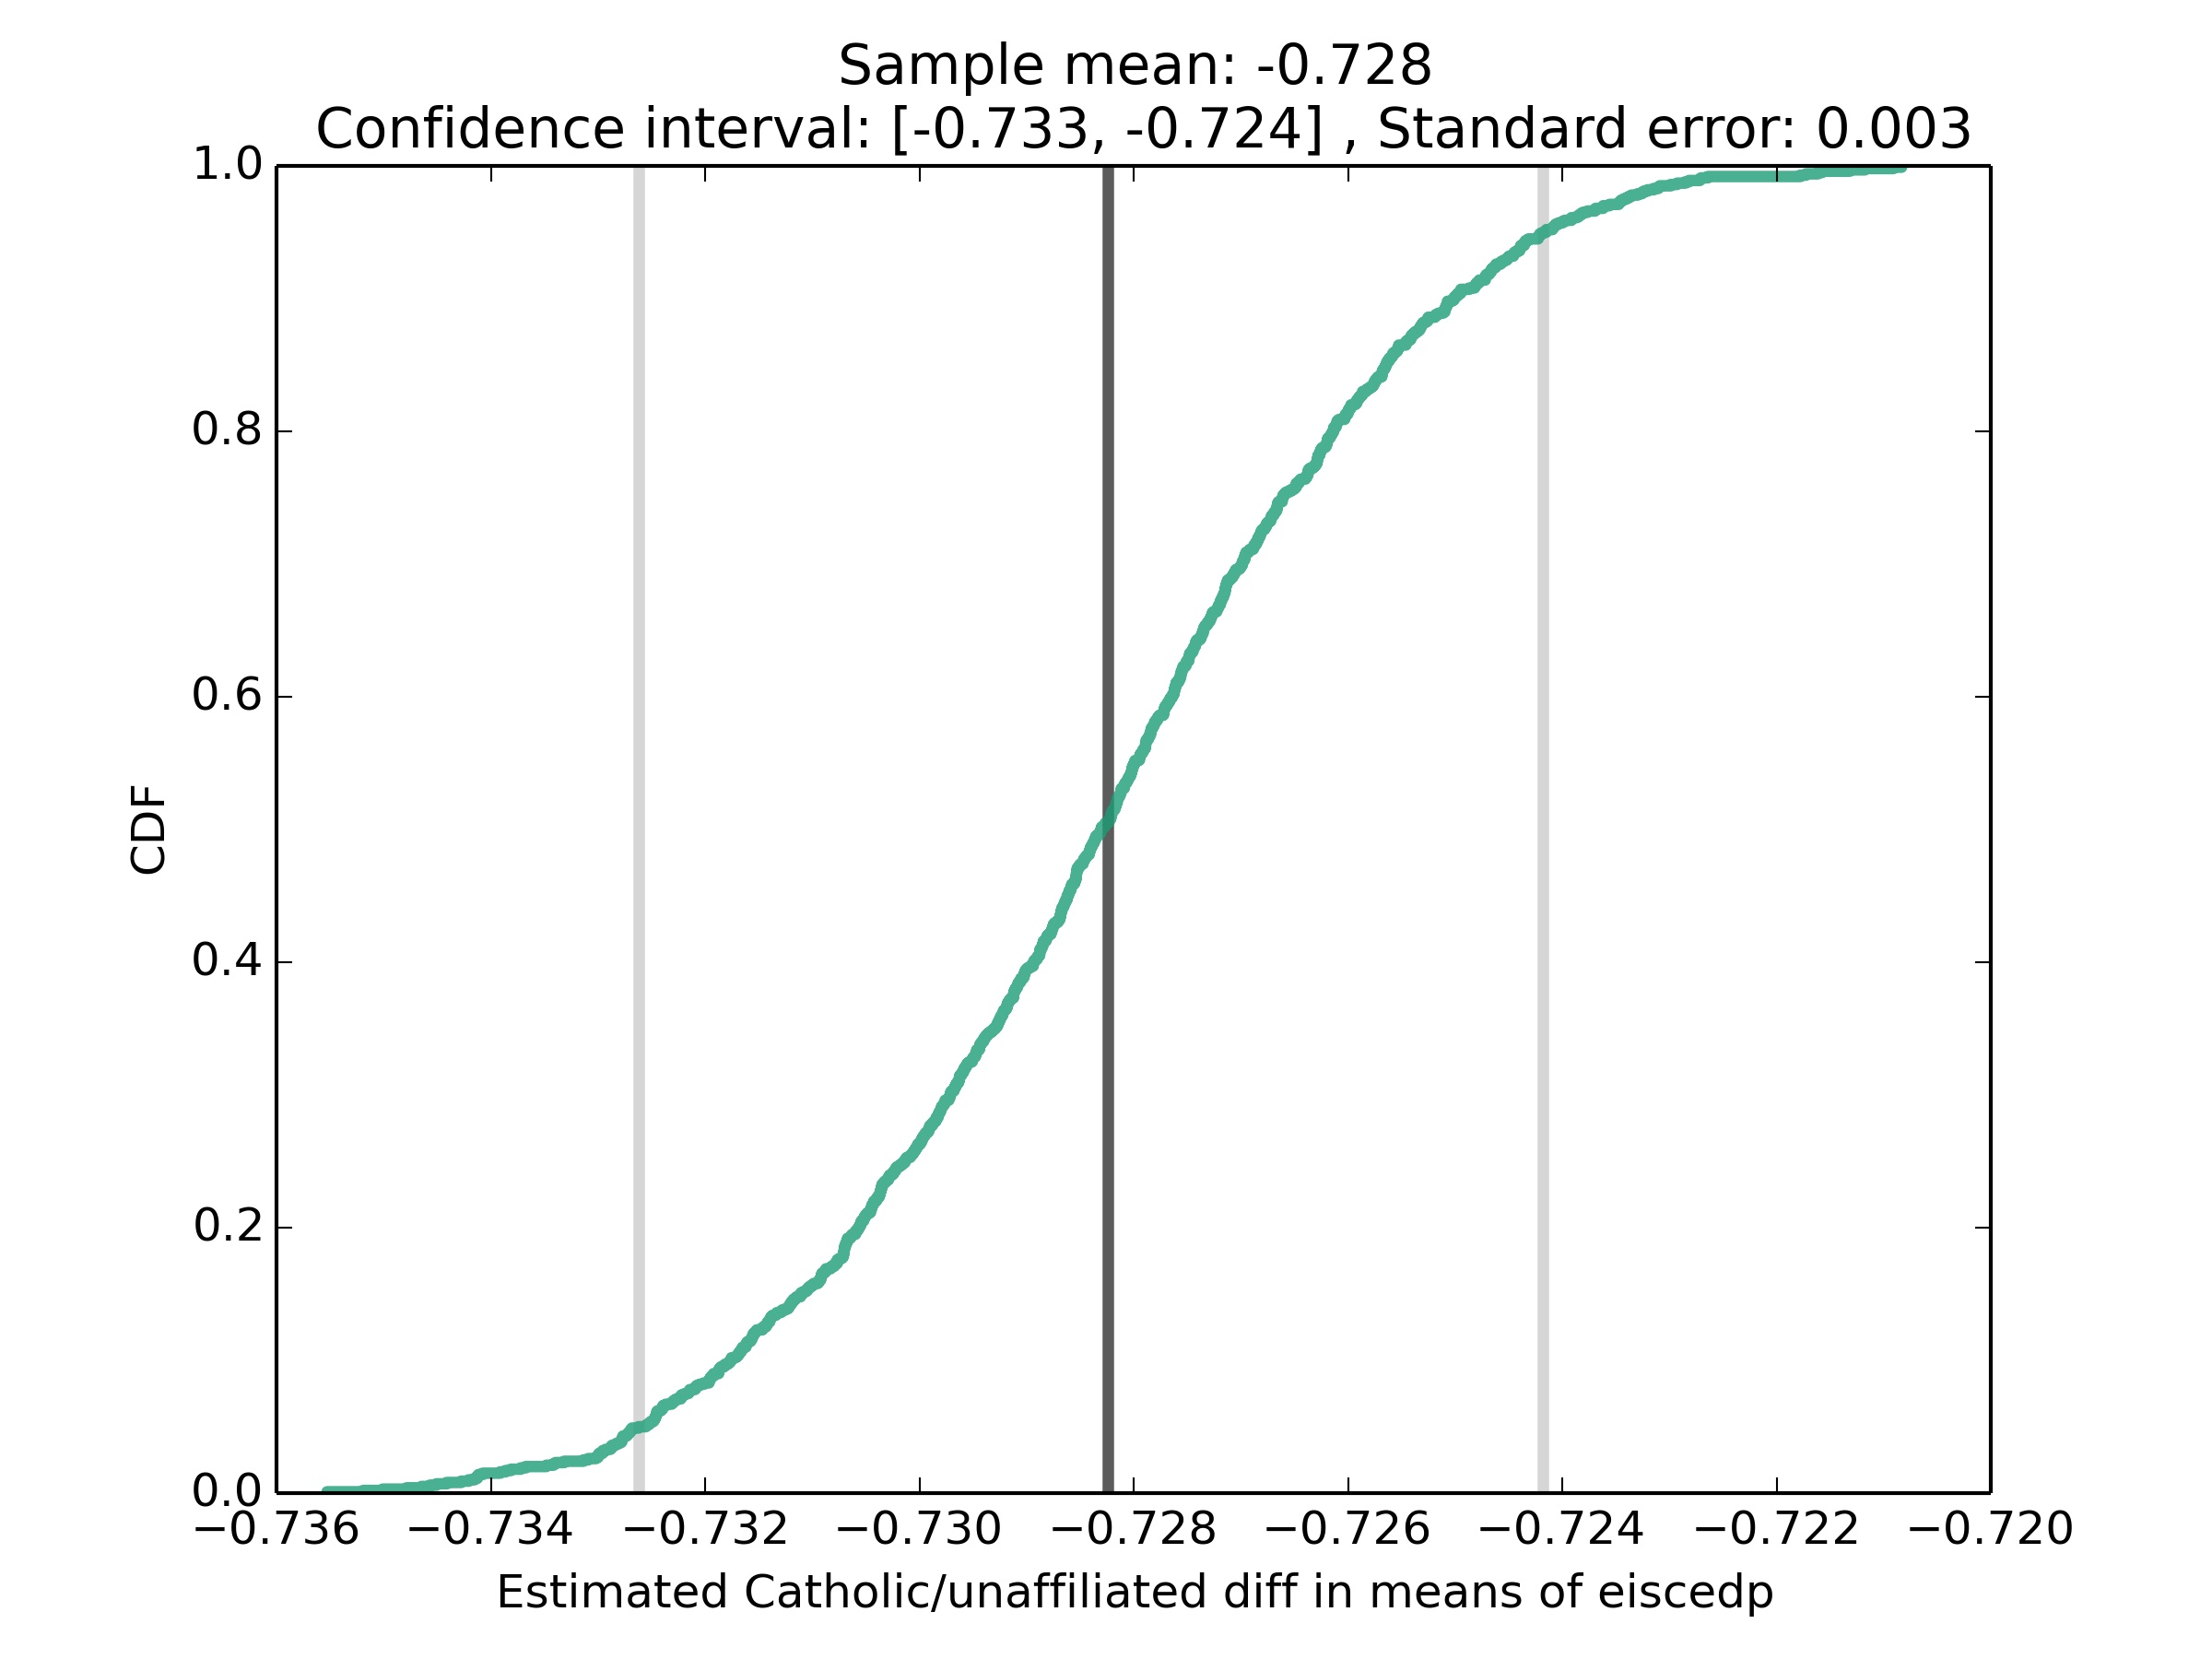 Sample mean: -0.728
Confidence interval: [-0.733, -0.724] , Standard error: 0.003
1.0
0.8
0.6
0.4
0.2
0.0
CDF
−0.736 −0.734 −0.732 −0.730 −0.728 −0.726 −0.724 −0.722 −0.720
Estimated Catholic/unaffiliated diff in means of eiscedp